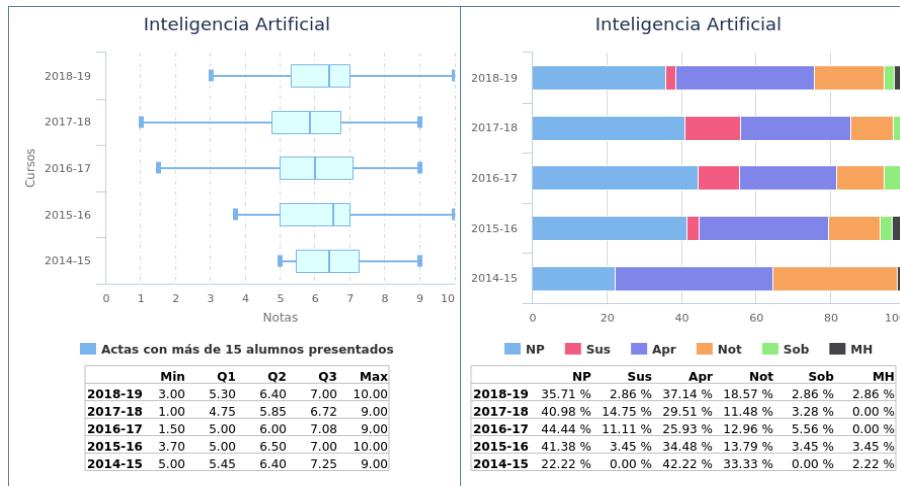 Inteligencia Artificial
2018-19
2017-18
2016-17
2015-16
2014-15
Cursos
0 1 2 3 4 5 6 7 8 9 10
Notas
Actas con más de 15 alumnos presentados
Min Q1 Q2 Q3 Max
2018-19 3.00 5.30 6.40 7.00 10.00
2017-18 1.00 4.75 5.85 6.72 9.00
2016-17 1.50 5.00 6.00 7.08 9.00
2015-16 3.70 5.00 6.50 7.00 10.00
2014-15 5.00 5.45 6.40 7.25 9.00
Inteligencia Artificial
2018-19
2017-18
2016-17
2015-16
2014-15
0 20 40 60 80 100
NP Sus Apr Not Sob MH
NP Sus Apr Not Sob MH
2018-19 35.71 % 2.86 % 37.14 % 18.57 % 2.86 % 2.86 %
2017-18 40.98 % 14.75 % 29.51 % 11.48 % 3.28 % 0.00 %
2016-17 44.44 % 11.11 % 25.93 % 12.96 % 5.56 % 0.00 %
2015-16 41.38 % 3.45 % 34.48 % 13.79 % 3.45 % 3.45 %
2014-15 22.22 % 0.00 % 42.22 % 33.33 % 0.00 % 2.22 %